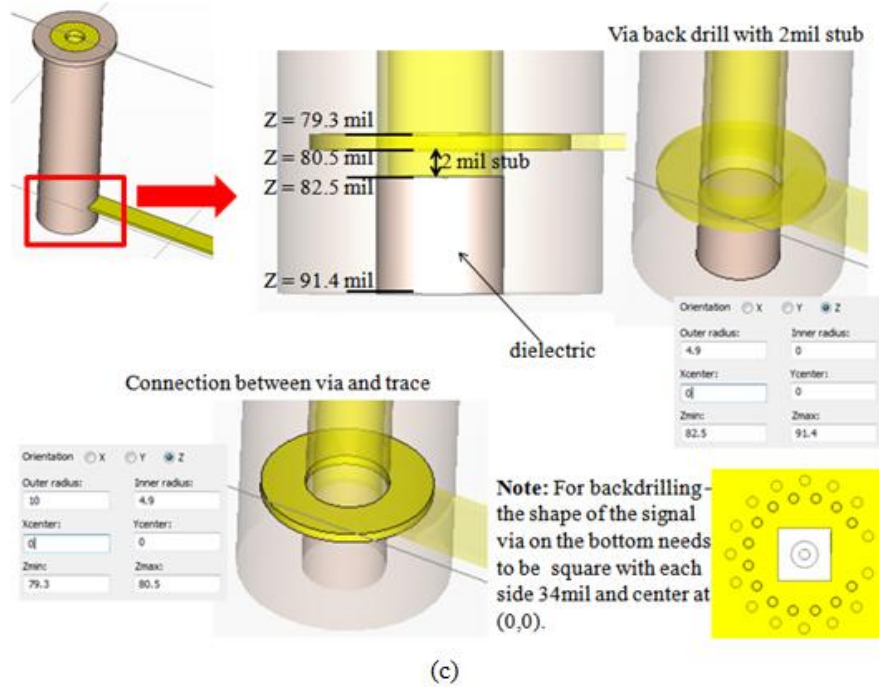 Via back drill with 2mil stub
Z = 79.3 mil
Z = 80.5 mil
2 mil stub
Z = 82.5 mil
Z = 91.4 mil
dielectric
Orientation X Y Z
Outer radius: Inner radius:
4.9 0
Xcenter: Ycenter:
0 0
Zmin: Zmax:
82.5 91.4
Connection between via and trace
Orientation X Y Z
Outer radius: Inner radius:
10 4.9
Xcenter: Ycenter:
0 0
Zmin: Zmax:
79.3 80.5
Note: For backdrilling-
the shape of the signal
via on the bottom needs
to be square with each
side 34mil and center at
(0,0).
(c)